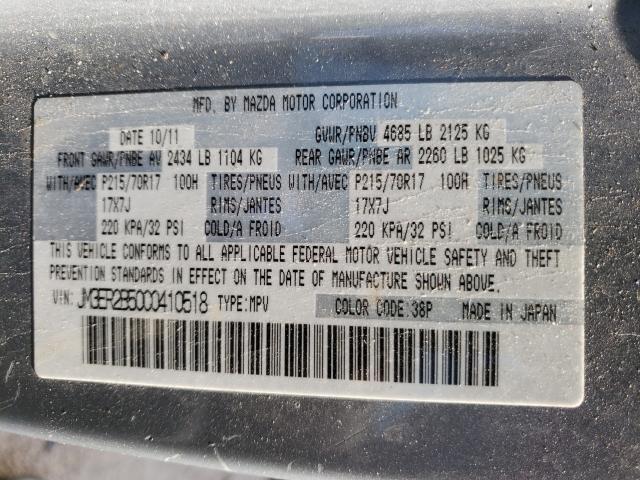 MFD. BY MAZDA MOTOR CORPORATION
DATE 10/11 GVWR/PNBV 4685 LB 2125 KG
FRONT GAWR/PNBE AV 2434 LB 1104 KG REAR GAWR/PNBE AR 2260 LB 1025 KG
WITH/AVEC P215/70R17 100H TIRES/PNEUS WITH/AVEC P215/70R17 100H TIRES/PNEUS
17X7J RIMS/JANTES 17X7J RIMS/JANTES
220 KPA/32 PSI COLD/A FROID 220 KPA/32 PSI COLD/A FROID
THIS VEHICLE CONFORMS TO ALL APPLICABLE FEDERAL MOTOR VEHICLE SAFETY AND THEFT
PREVENTION STANDARDS IN EFFECT ON THE DATE OF MANUFACTURE SHOWN ABOVE.
VIN: JM3ER2B50C0410518 TYPE:MPV COLOR CODE:38P MADE IN JAPAN